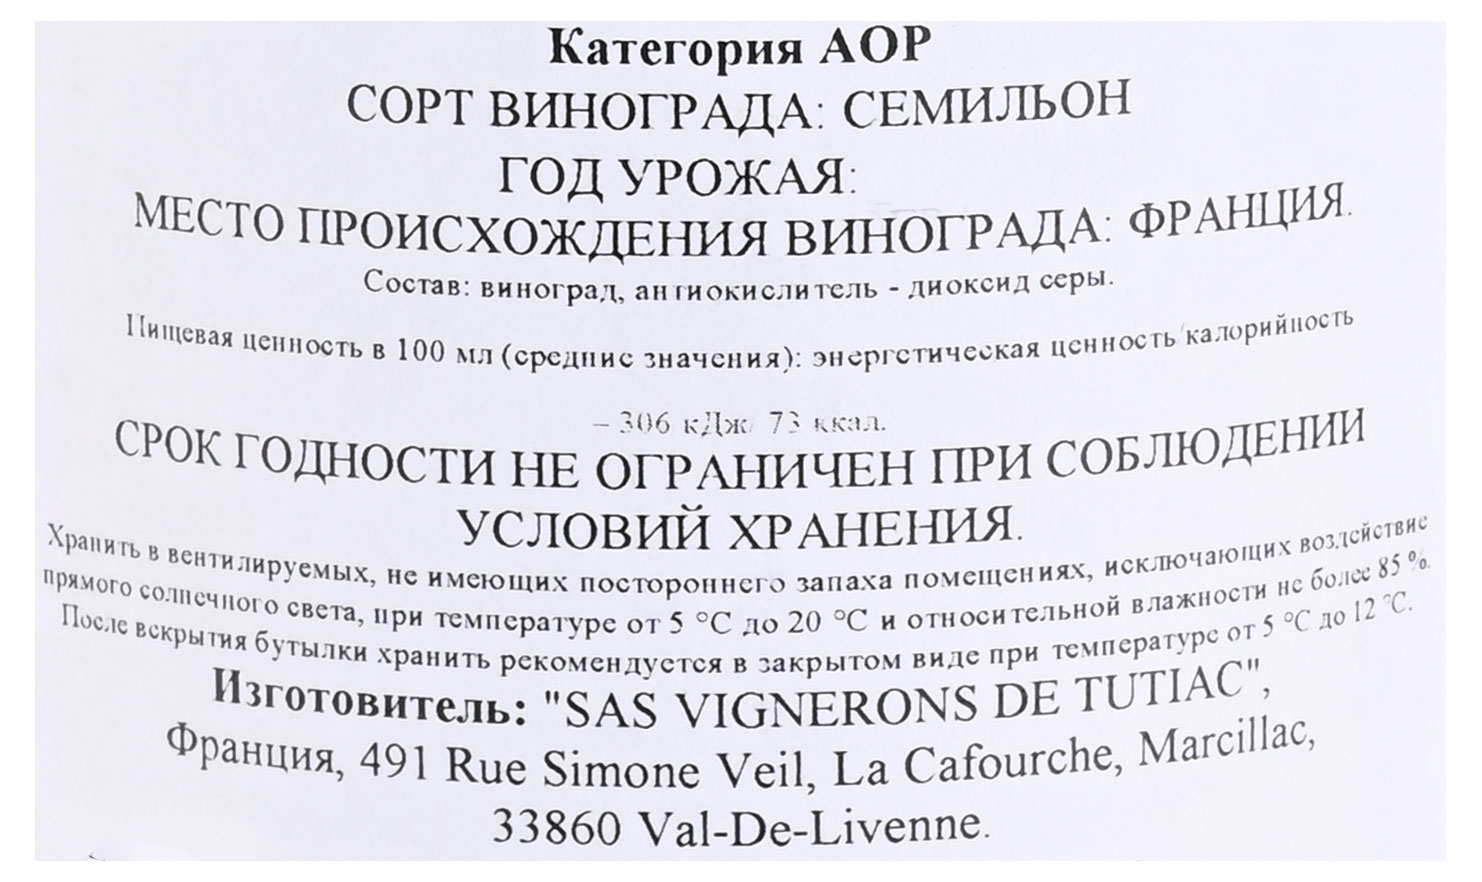 Категория АОР
СОРТ ВИНОГРАДА: СЕМИЛЬОН
ГОД УРОЖАЯ:
МЕСТО ПРОИСХОЖДЕНИЯ ВИНОГРАДА: ФРАНЦИЯ.
Состав: виноград, антиокислитель - диоксид серы.
Пищевая ценность в 100 мл (средние значения): энергетическая ценность/калорийность
– 306 кДж/ 73 ккал.
СРОК ГОДНОСТИ НЕ ОГРАНИЧЕН ПРИ СОБЛЮДЕНИИ
УСЛОВИЙ ХРАНЕНИЯ.
Хранить в вентилируемых, не имеющих постороннего запаха помещениях, исключающих воздействие
прямого солнечного света, при температуре от 5 °С до 20 °С и относительной влажности не более 85 %.
После вскрытия бутылки хранить рекомендуется в закрытом виде при температуре от 5 °С до 12 °С.
Изготовитель: "SAS VIGNERONS DE TUTIAC",
Франция, 491 Rue Simone Veil, La Cafourche, Marcillac,
33860 Val-De-Livenne.